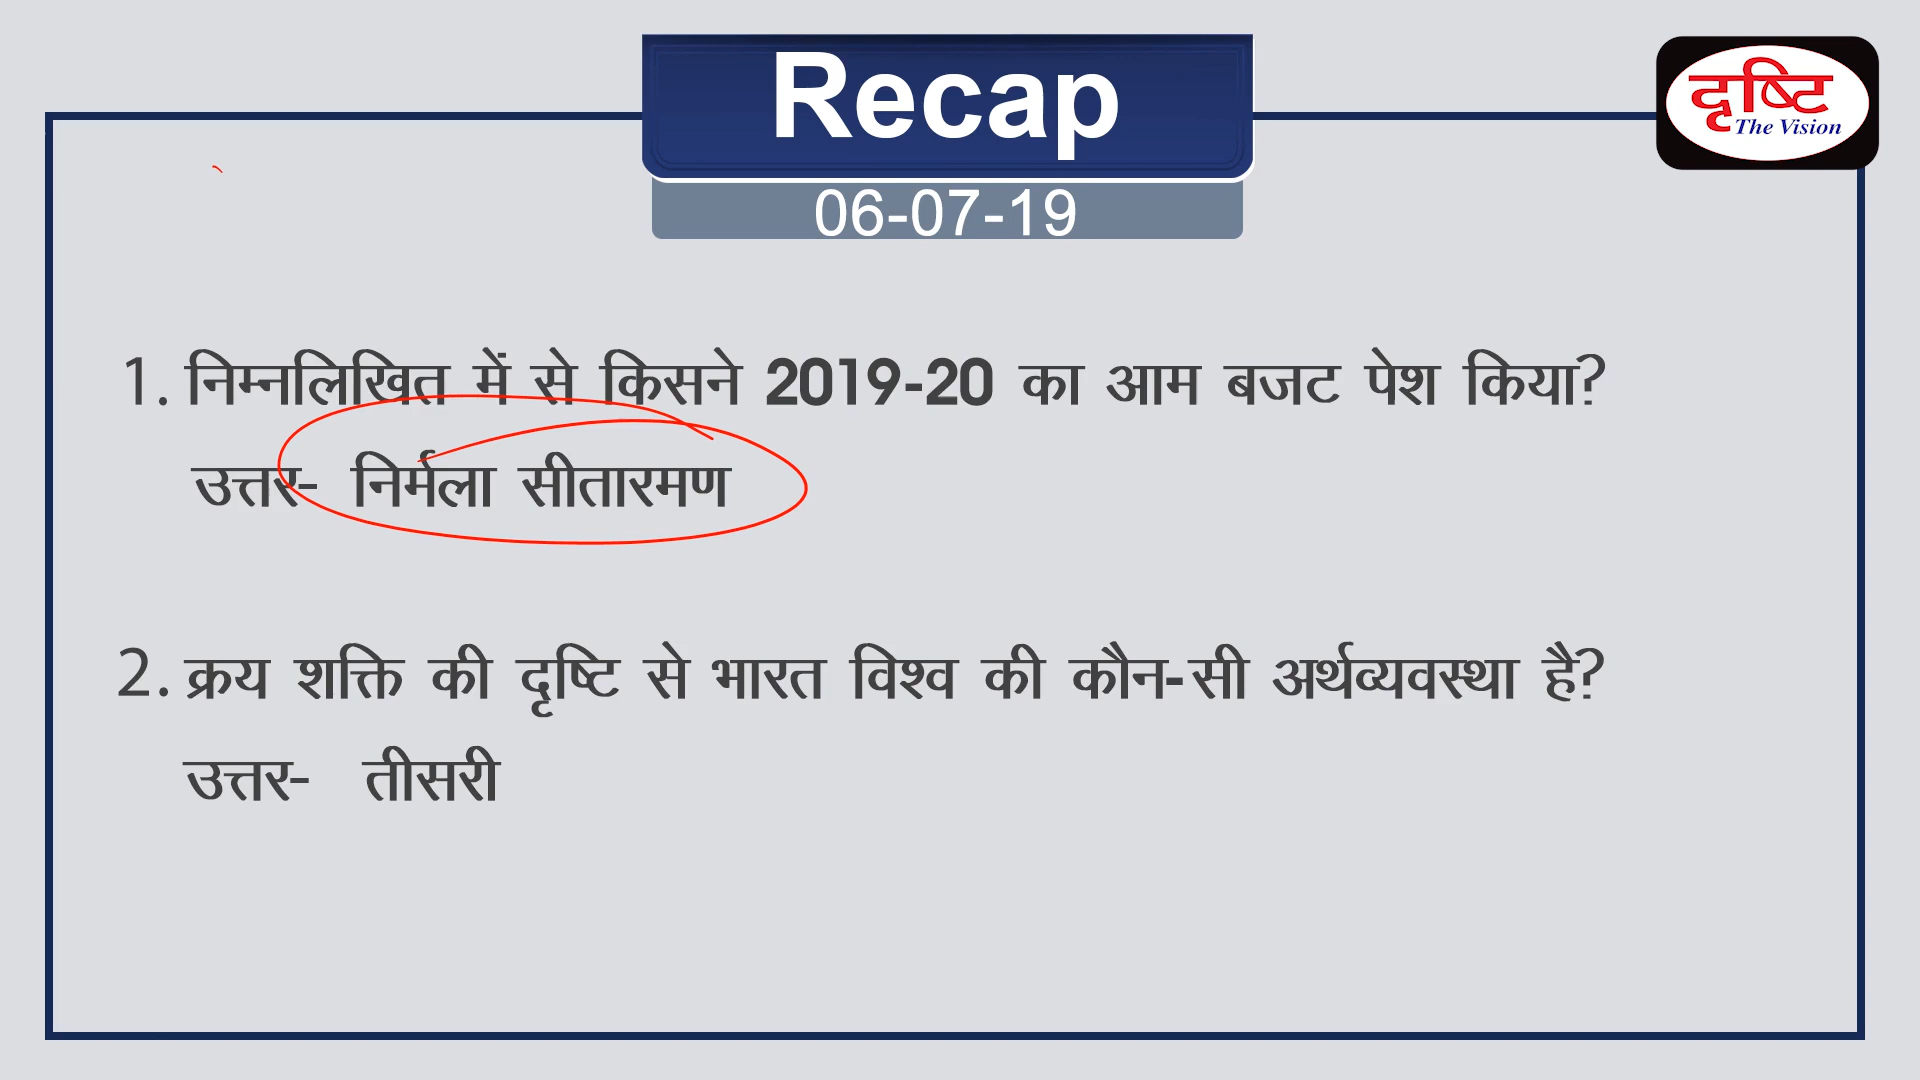 Recap
दृष्टि
The Vision
06-07-19
1. निम्नलिखित में से किसने 2019-20 का आम बजट पेश किया?
उत्तर- निर्मला सीतारमण
2. क्रय शक्ति की दृष्टि से भारत विश्व की कौन-सी अर्थव्यवस्था है?
उत्तर- तीसरी